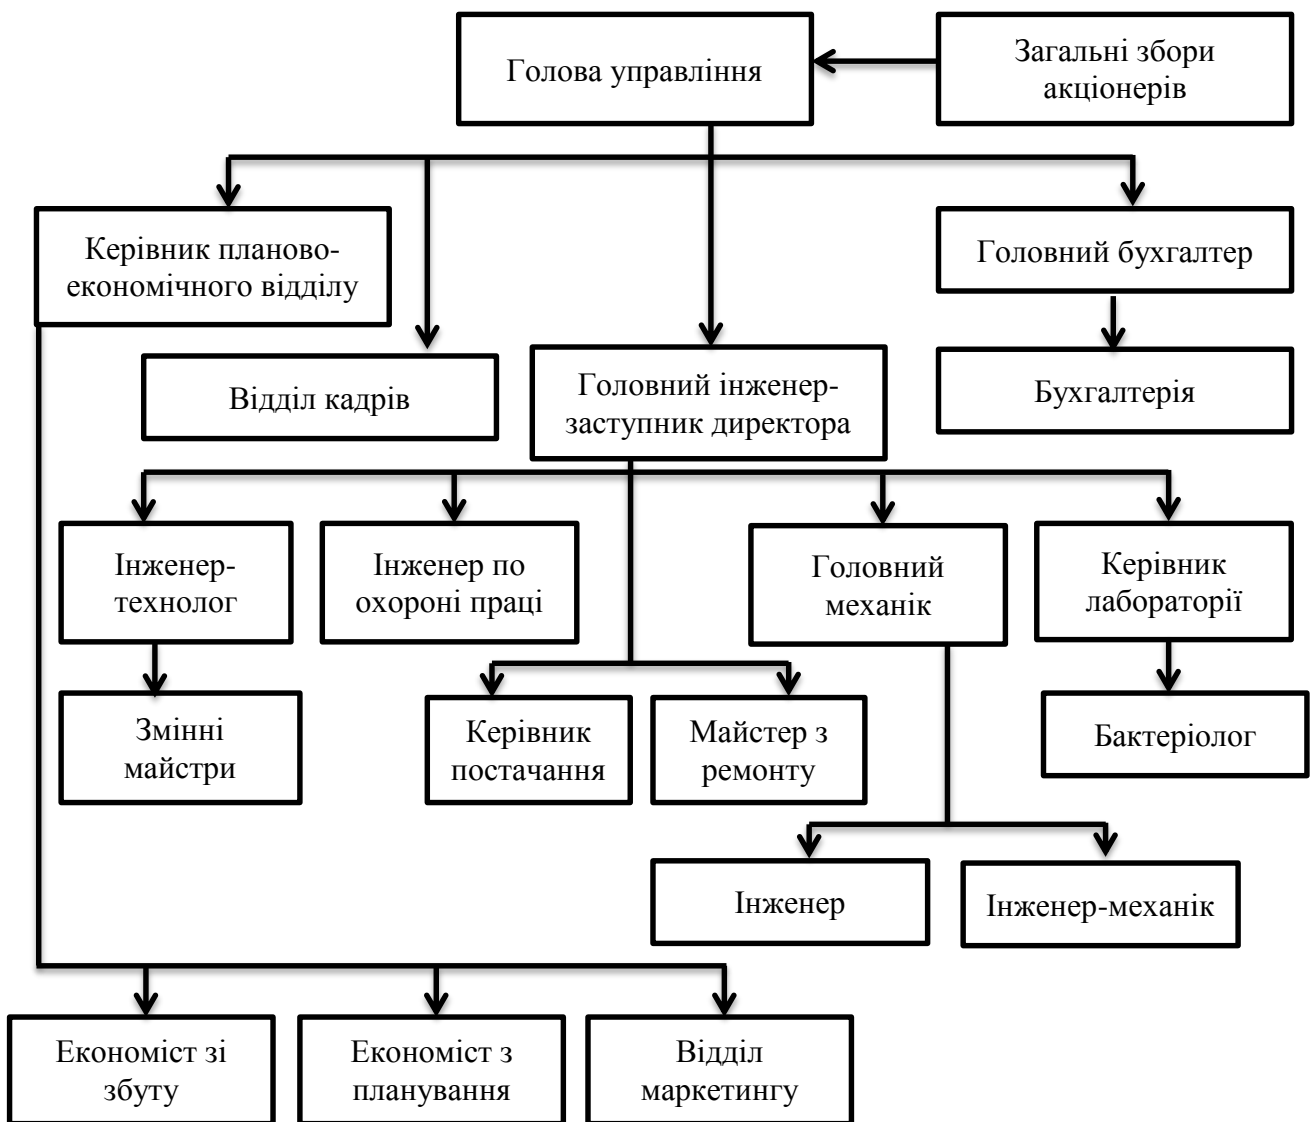 Голова управління
Загальні збори
акціонерів
Керівник планово-
економічного відділу
Головний бухгалтер
Відділ кадрів
Головний інженер-
заступник директора
Бухгалтерія
Інженер-
технолог
Інженер по
охороні праці
Головний
механік
Керівник
лабораторії
Змінні
майстри
Керівник
постачання
Майстер з
ремонту
Бактеріолог
Інженер
Інженер-механік
Економіст зі
збуту
Економіст з
планування
Відділ
маркетингу